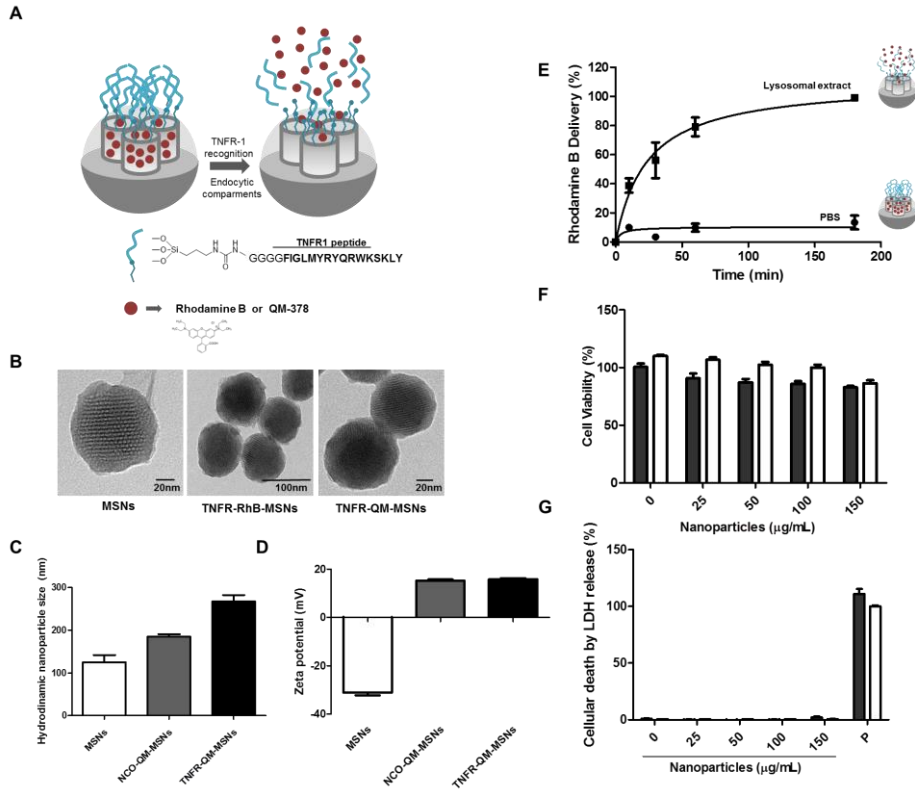 A
TNFR-1
recognition
Endocytic
comparments
TNFR1 peptide
GGGGFIGLMYRYQRWKSKLY
Rhodamine B or QM-378
B
20nm
100nm
20nm
MSNs
TNFR-RhB-MSNs
TNFR-QM-MSNs
C
Hydrodinamic nanoparticle size (nm)
300
200
100
0
MSNs
NCO-QM-MSNs
TNFR-QM-MSNs
D
Zeta potential (mV)
20
0
-20
-40
MSNs
NCO-QM-MSNs
TNFR-QM-MSNs
E
Rhodamine B Delivery (%)
100
80
60
40
20
0
Lysosomal extract
PBS
0
50
100
150
200
Time (min)
F
Cell Viability (%)
150
100
50
0
0
25
50
100
150
Nanoparticles (μg/mL)
G
Cellular death by LDH release (%)
150
100
50
0
0
25
50
100
150
P
Nanoparticles (μg/mL)